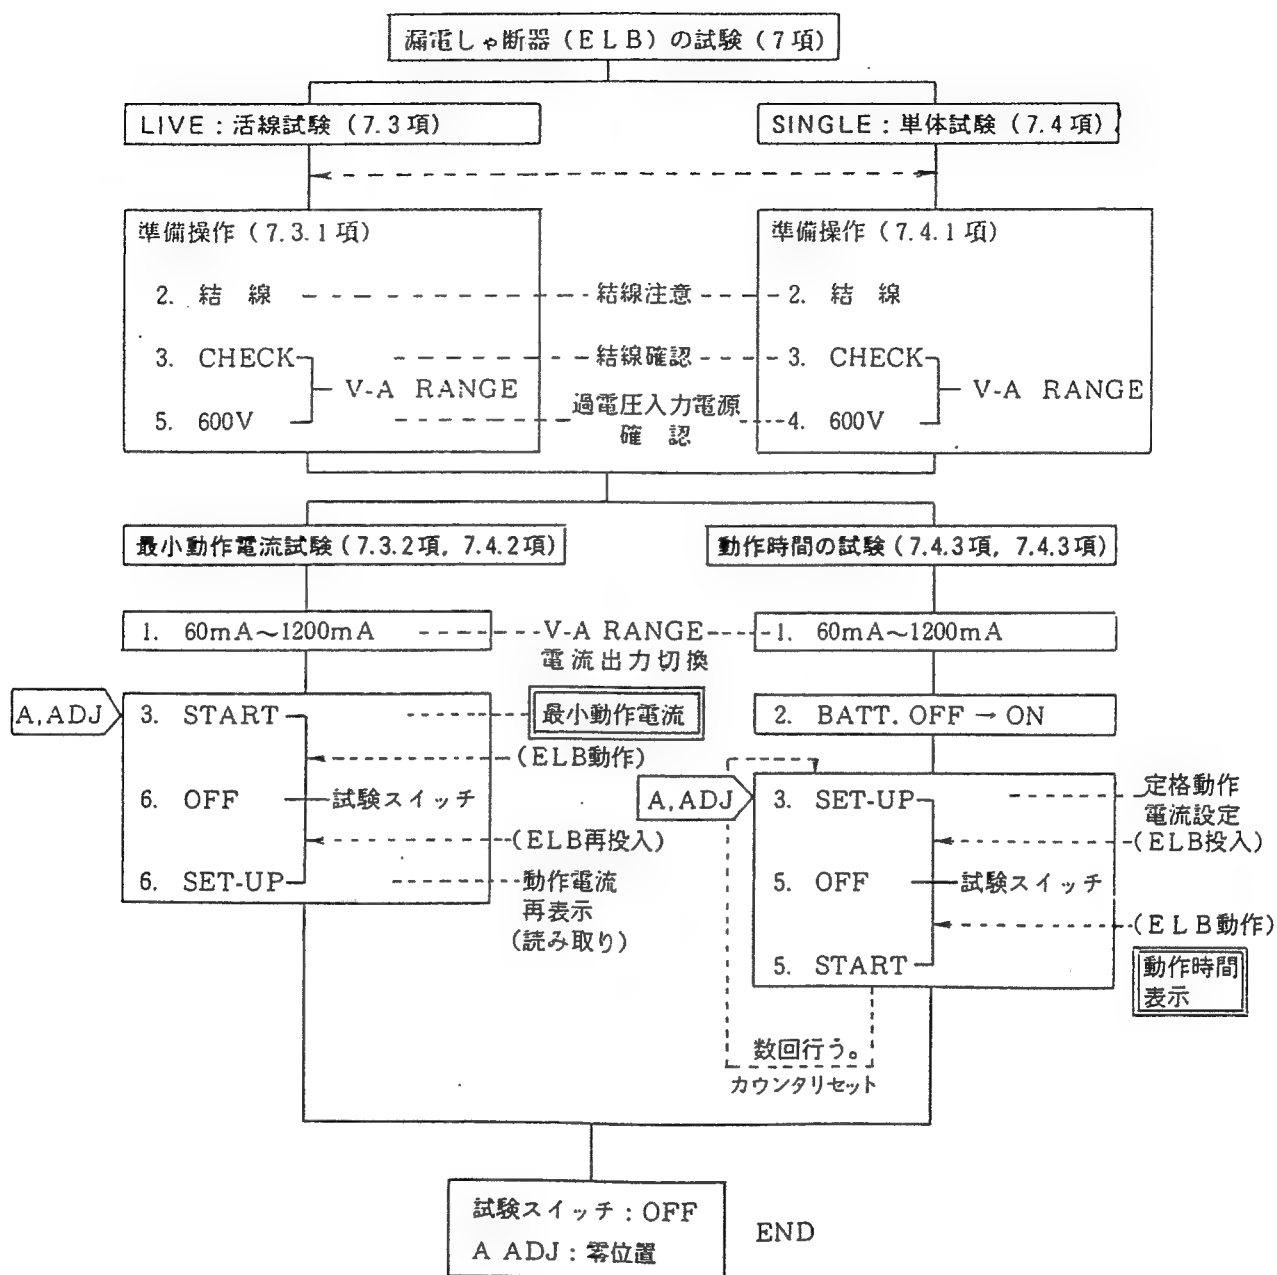 漏電しゃ断器(ELB)の試験(7項)
LIVE:活線試験(7.3項)
SINGLE:単体試験(7.4項)
準備操作(7.3.1項)
2. 結線
3. CHECK
5. 600V
V-A RANGE
結線注意
結線確認
過電圧入力電源
確認
準備操作(7.4.1項)
2. 結線
3. CHECK
4. 600V
V-A RANGE
最小動作電流試験(7.3.2項, 7.4.2項)
動作時間の試験(7.4.3項, 7.4.3項)
1. 60mA~1200mA
V-A RANGE
電流出力切換
1. 60mA~1200mA
A,ADJ
3. START
最小動作電流
(ELB動作)
6. OFF
試験スイッチ
(ELB再投入)
6. SET-UP
動作電流
再表示
(読み取り)
2. BATT. OFF → ON
A,ADJ
3. SET-UP
定格動作
電流設定
(ELB投入)
5. OFF
試験スイッチ
(ELB動作)
5. START
動作時間
表示
数回行う。
カウンタリセット
試験スイッチ:OFF
A ADJ:零位置
END